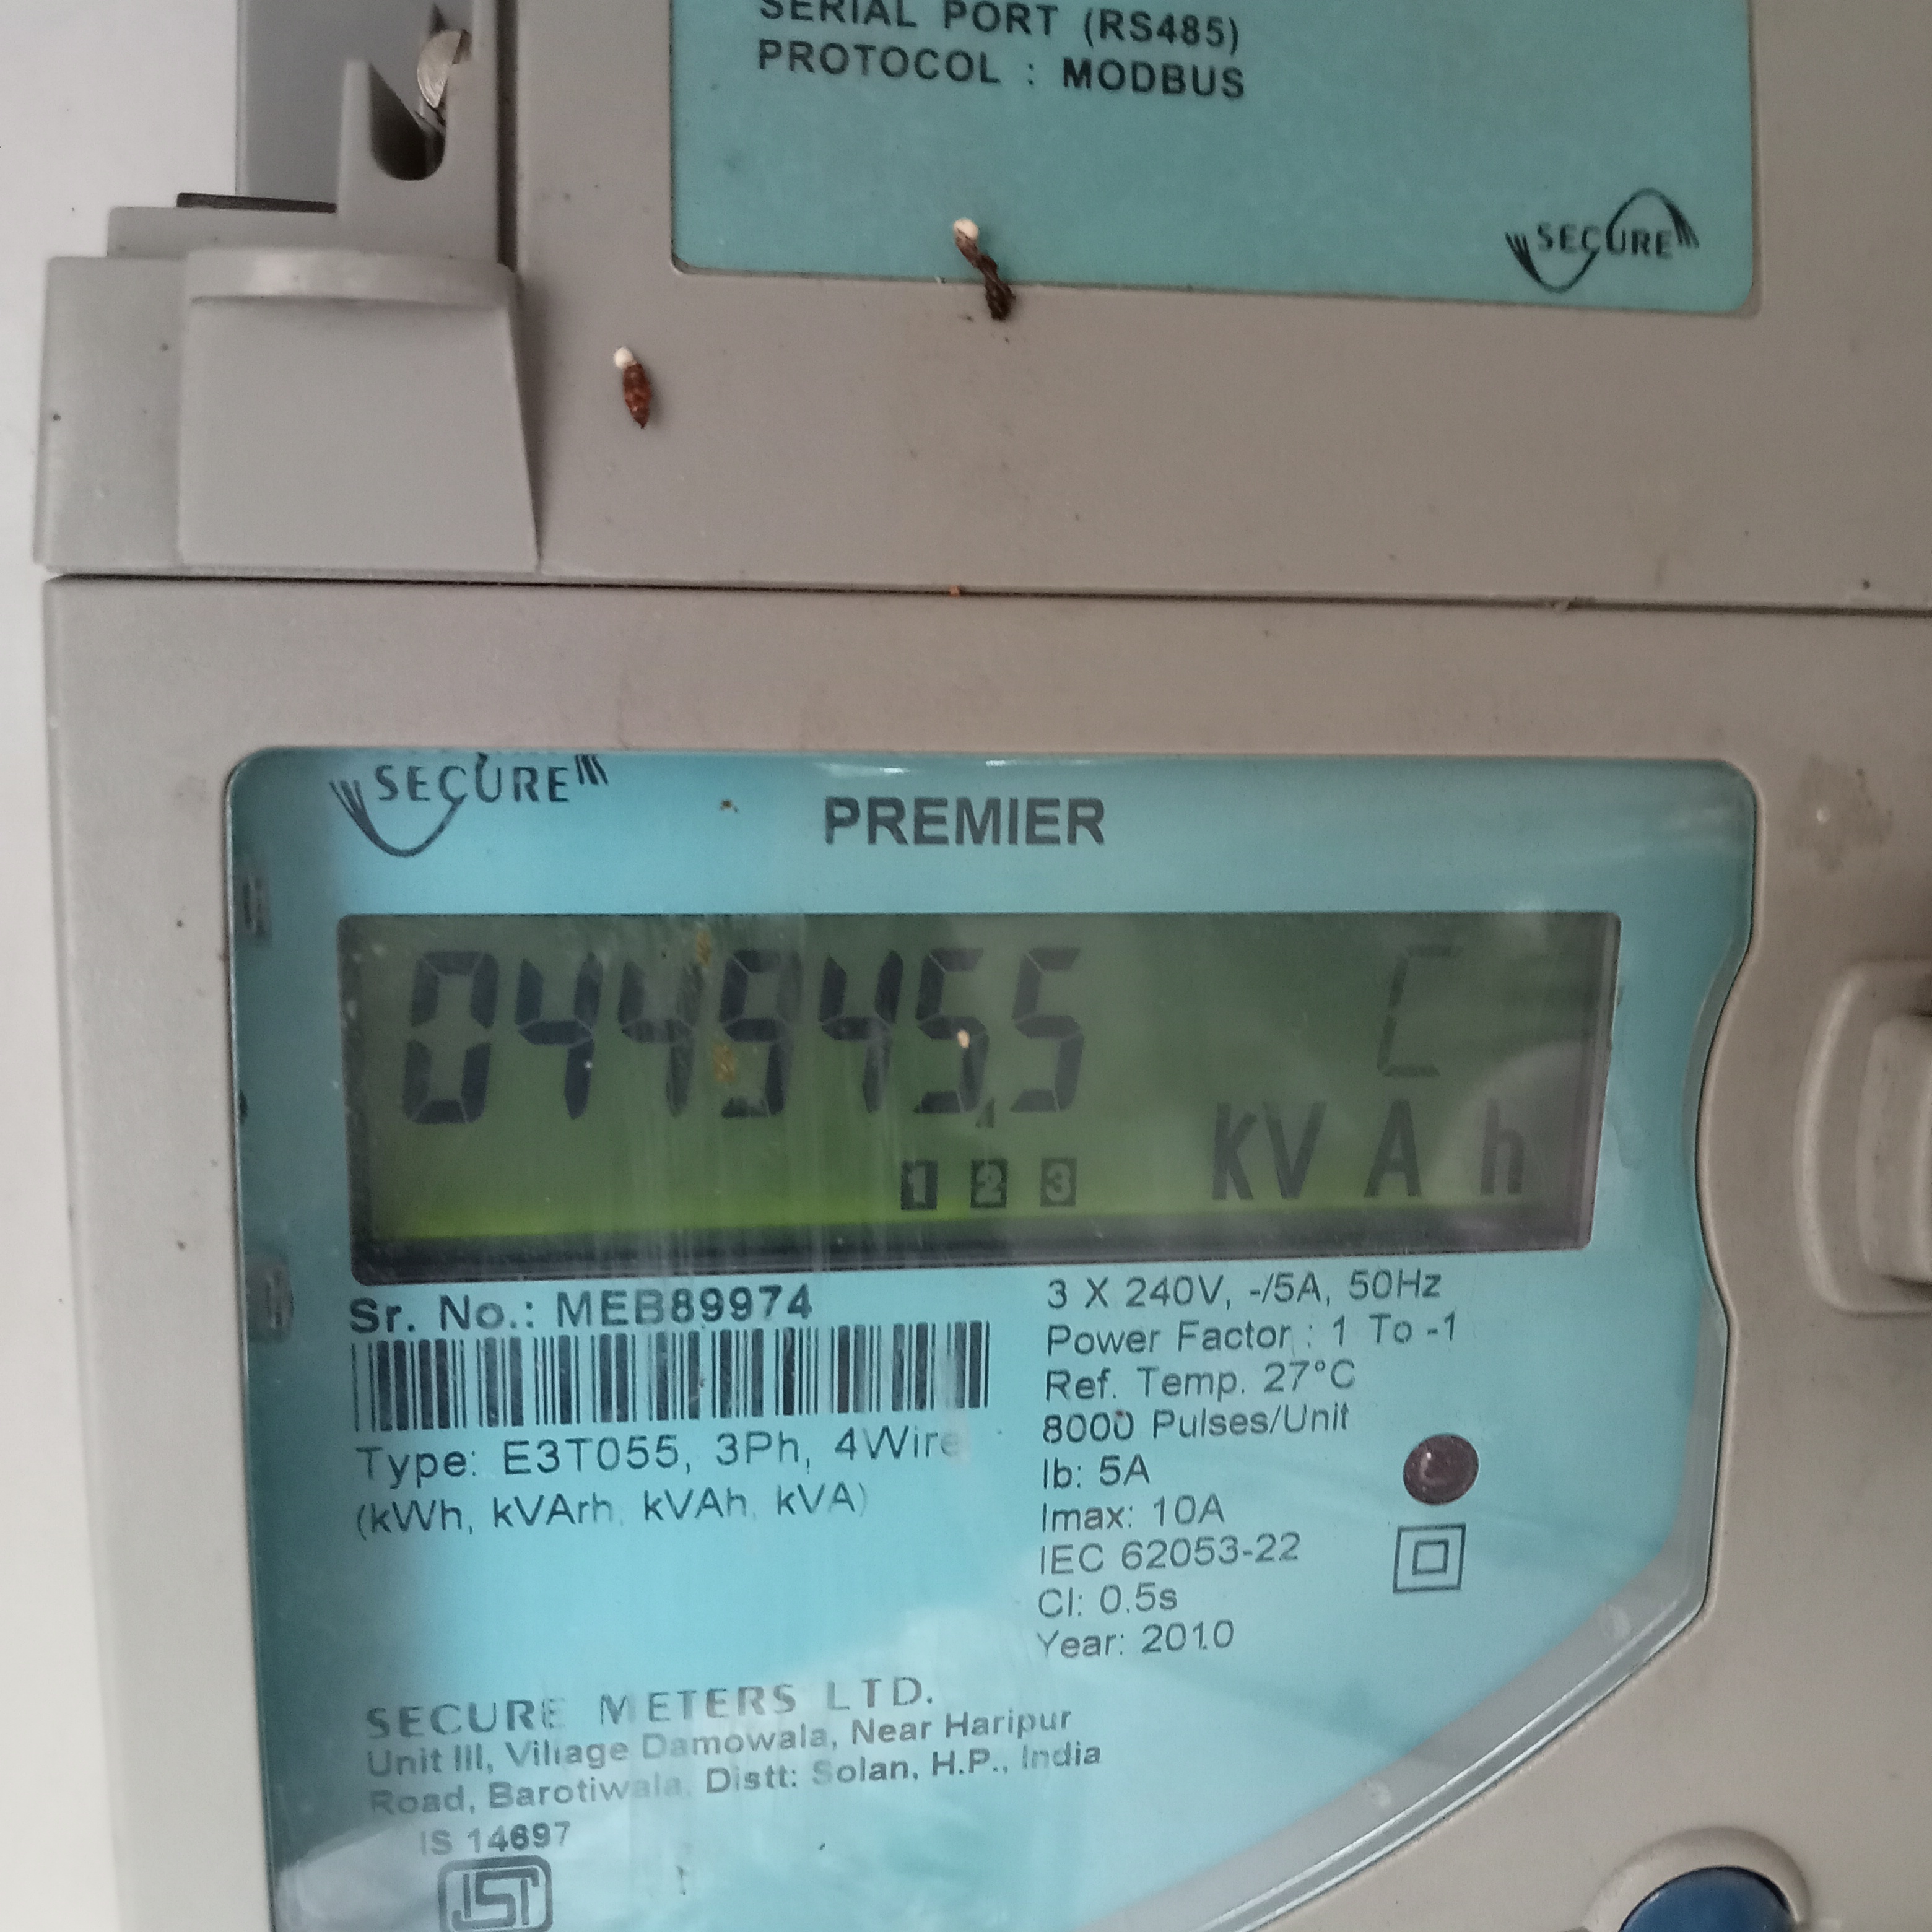 SERIAL PORT (RS485)
PROTOCOL : MODBUS
SECURE
SECURE
PREMIER
C
0449455.5
1 2 3
KVAh
Sr. No.: MEB89974
Type: E3T055, 3Ph, 4Wire
(kWh, kVArh, kVAh, kVA)
3 X 240V, -/5A, 50Hz
Power Factor : 1 To -1
Ref. Temp. 27°C
8000 Pulses/Unit
Ib: 5A
Imax: 10A
IEC 62053-22
Cl: 0.5s
Year: 2010
SECURE METERS LTD.
Unit III, Village Damowala, Near Haripur
Road, Barotiwala, Distt: Solan, H.P., India
IS 14697